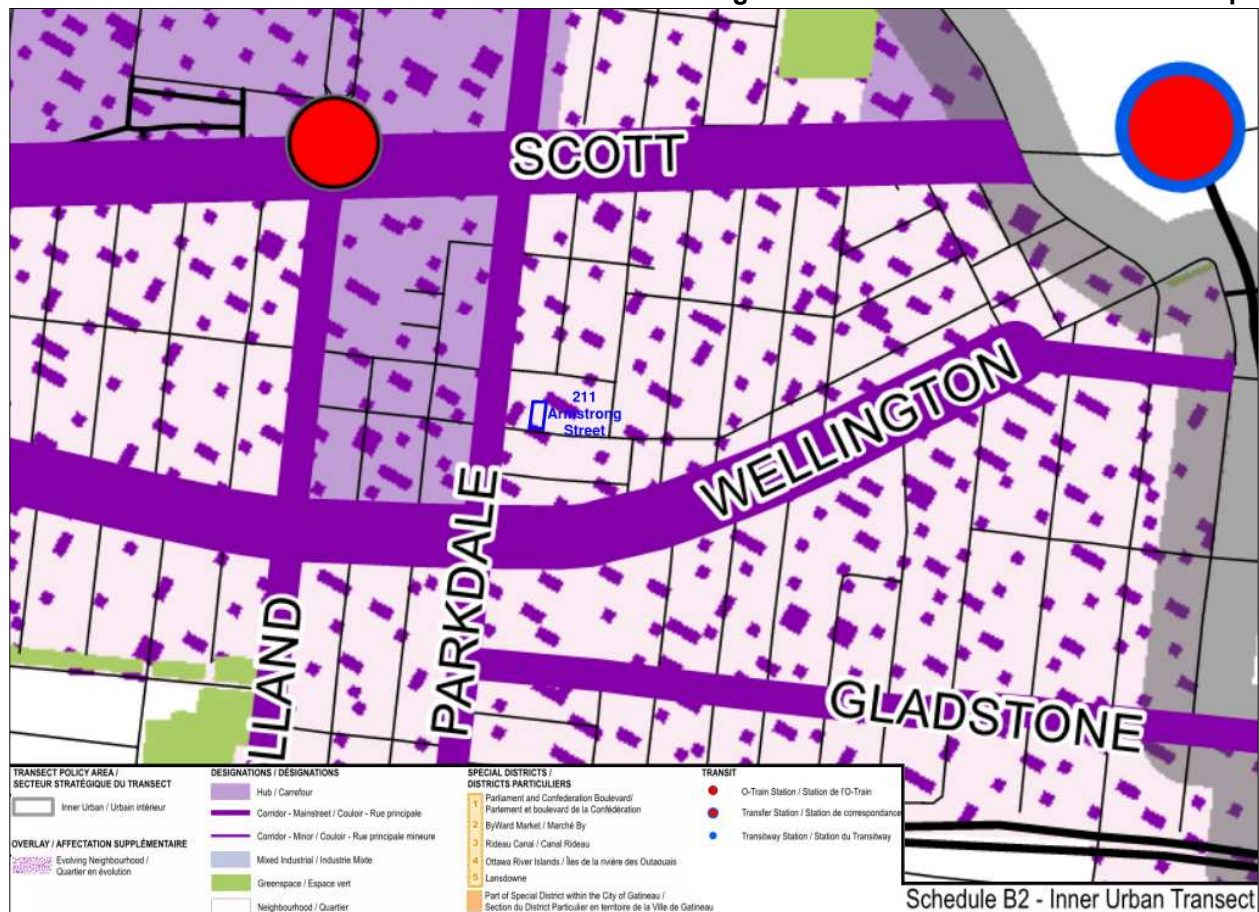 SCOTT
211
Armstrong
Street
WELLINGTON
PARKDALE
LLAND
GLADSTONE
TRANSECT POLICY AREA /
SECTEUR STRATÉGIQUE DU TRANSECT
Inner Urban / Urbain intérieur
OVERLAY / AFFECTATION SUPPLÉMENTAIRE
Evolving Neighbourhood /
Quartier en évolution
DESIGNATIONS / DÉSIGNATIONS
Hub / Carrefour
Corridor - Mainstreet / Couloir - Rue principale
Corridor - Minor / Couloir - Rue principale mineure
Mixed Industrial / Industrie Mixte
Greenspace / Espace vert
Neighbourhood / Quartier
SPECIAL DISTRICTS /
DISTRICTS PARTICULIERS
1 Parliament and Confederation Boulevard/
Parlement et boulevard de la Confédération
2 ByWard Market / Marché By
3 Rideau Canal / Canal Rideau
4 Ottawa River Islands / Îles de la rivière des Outaouais
5 Lansdowne
Part of Special District within the City of Gatineau /
Section du District Particulier en territoire de la Ville de Gatineau
TRANSIT
O-Train Station / Station de l'O-Train
Transfer Station / Station de correspondance
Transitway Station / Station du Transitway
Schedule B2 - Inner Urban Transect